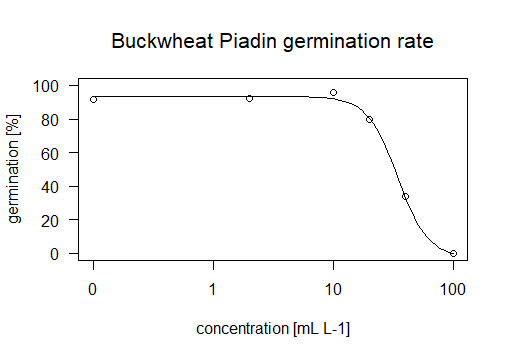 Buckwheat Piadin germination rate
germination [%]
100
80
60
40
20
0
0 1 10 100
concentration [mL L-1]